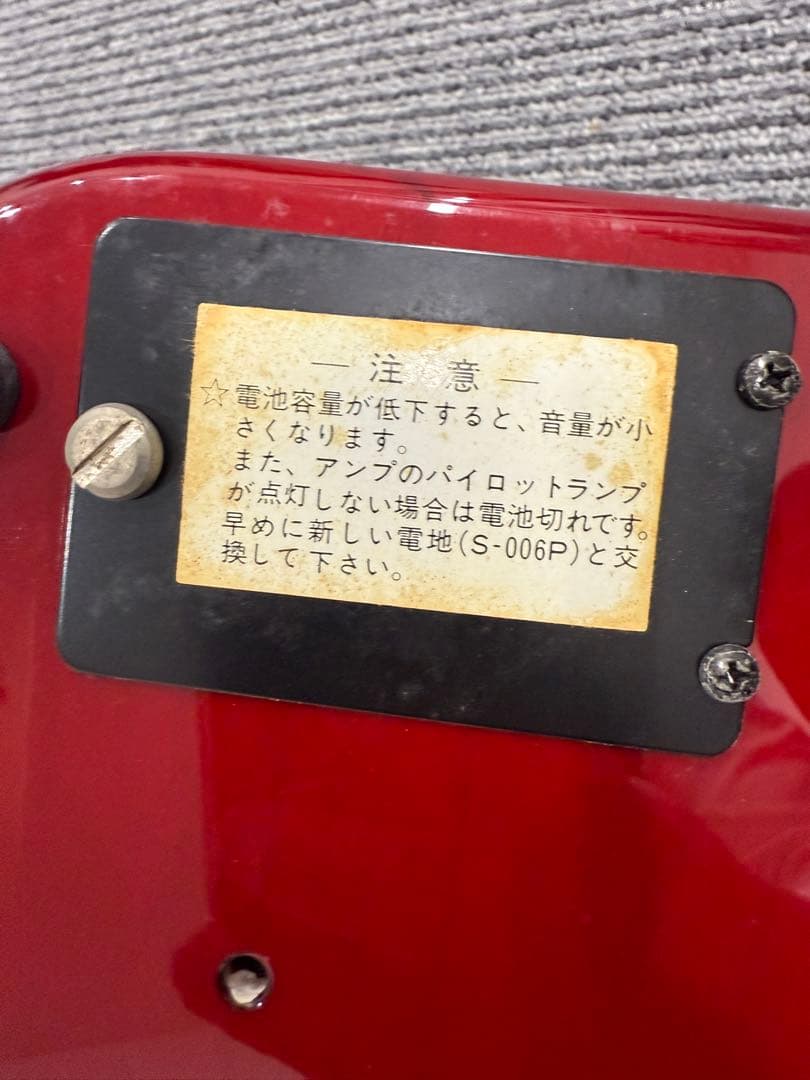 — 注 意 —
☆電池容量が低下すると、音量が小
さくなります。
また、アンプのパイロットランプ
が点灯しない場合は電池切れです。
早めに新しい電地(S-006P)と交
換して下さい。